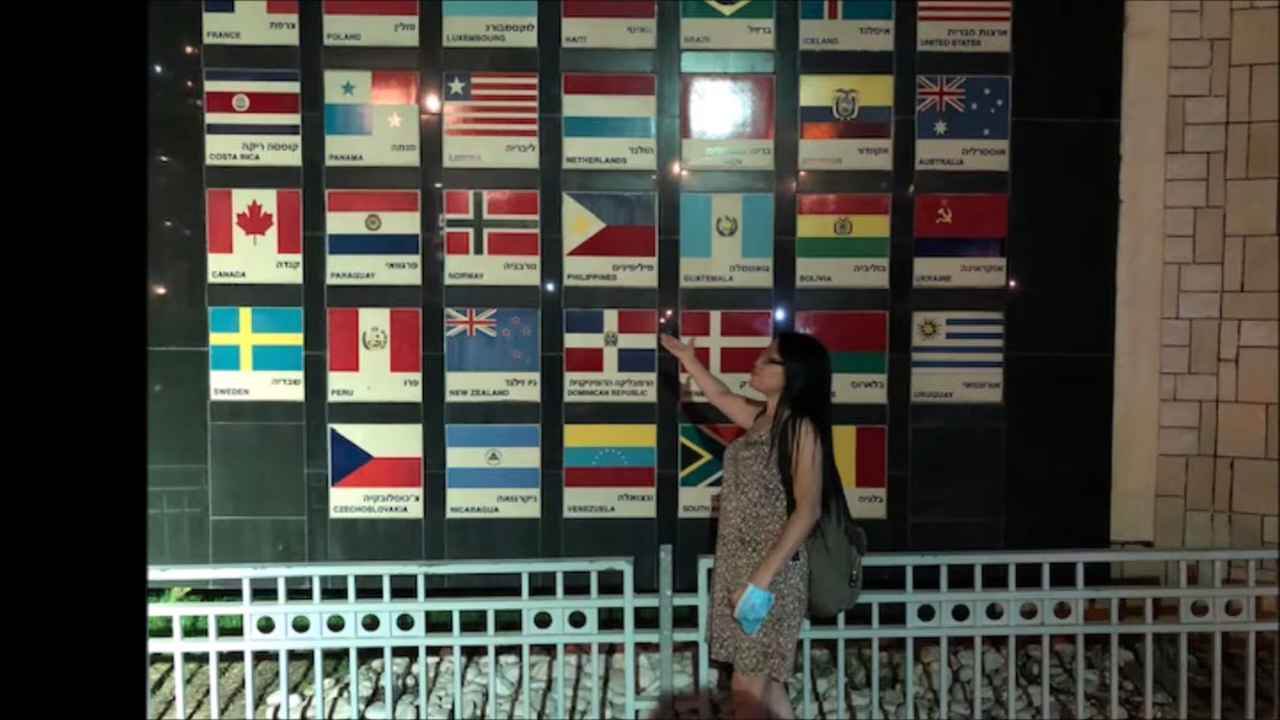 צרפת
FRANCE
פולין
POLAND
לוקסמבורג
LUXEMBOURG
HAITI
ברזיל
BRAZIL
איסלנד
ICELAND
ארצות הברית
UNITED STATES
קוסטה ריקה
COSTA RICA
פנמה
PANAMA
ליבריה
LIBERIA
הולנד
NETHERLANDS
אקוודור
אוסטרליה
AUSTRALIA
קנדה
CANADA
פרגוואי
PARAGUAY
נורבגיה
NORWAY
פיליפינים
PHILIPPINES
גואטמלה
GUATEMALA
בוליביה
BOLIVIA
אוקראינה
UKRAINE
שבדיה
SWEDEN
פרו
PERU
ניו זילנד
NEW ZEALAND
הרפובליקה הדומיניקנית
DOMINICAN REPUBLIC
בלארוס
אורוגוואי
URUGUAY
צ'כוסלובקיה
CZECHOSLOVAKIA
ניקרגואה
NICARAGUA
ונצואלה
VENEZUELA
SOUTH
בלגיה